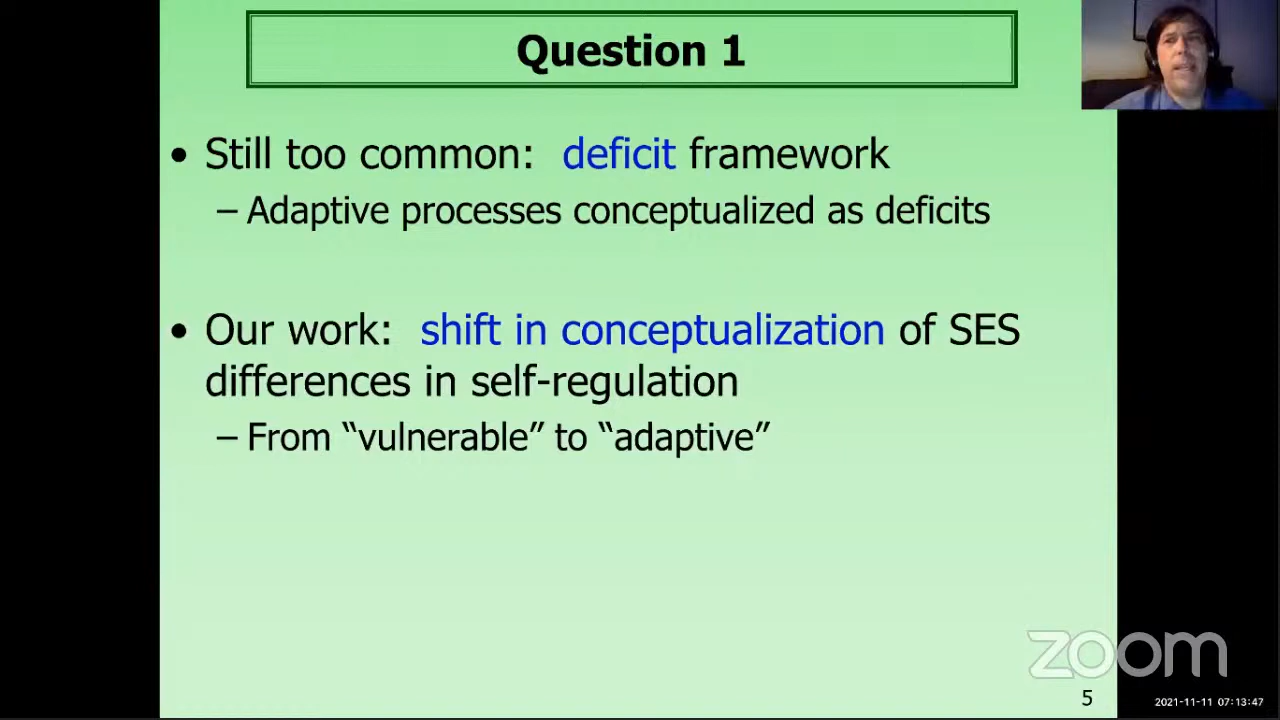 Question 1
• Still too common: deficit framework
– Adaptive processes conceptualized as deficits
• Our work: shift in conceptualization of SES
differences in self-regulation
– From “vulnerable” to “adaptive”
zoom
5
2021-11-11 07:13:47